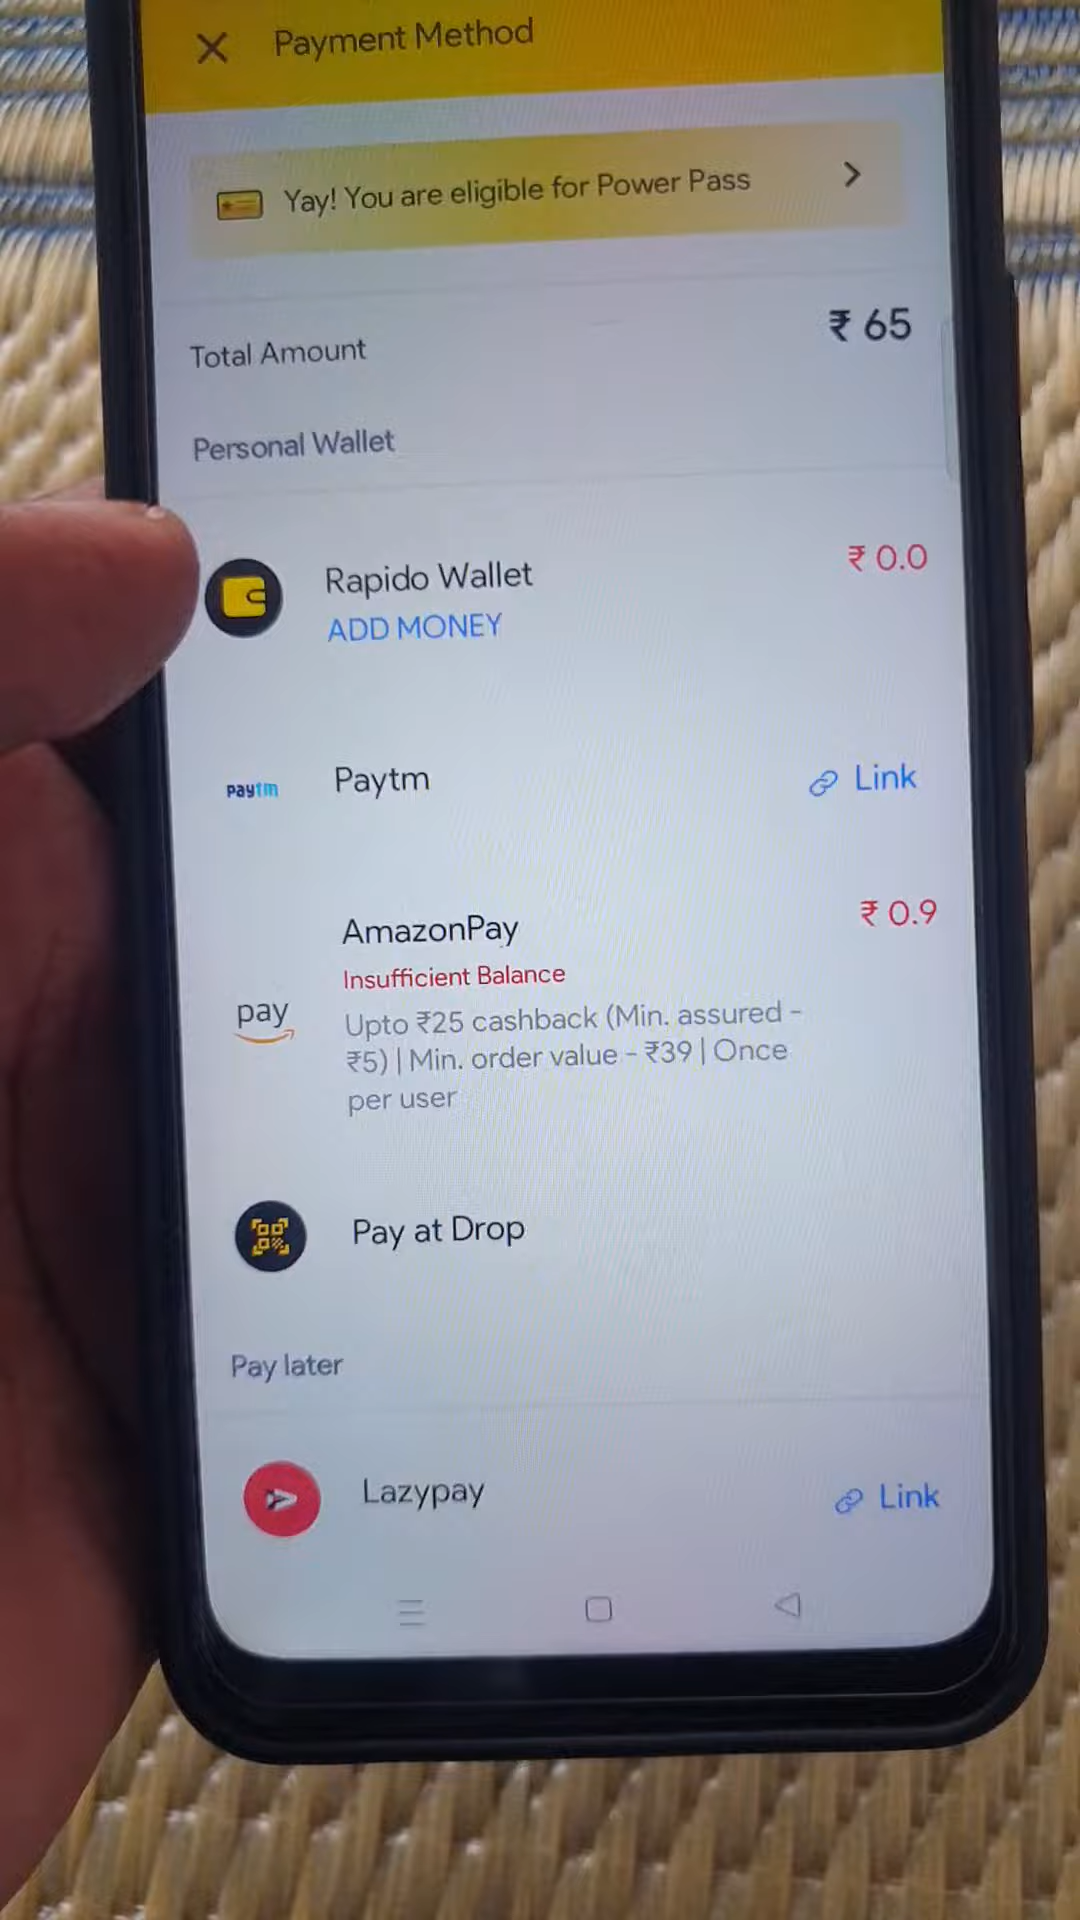 Payment Method
Yay! You are eligible for Power Pass
Total Amount
₹ 65
Personal Wallet
Rapido Wallet
₹ 0.0
ADD MONEY
paytm
Paytm
Link
AmazonPay
₹ 0.9
Insufficient Balance
pay
Upto ₹25 cashback (Min. assured -
₹5) | Min. order value - ₹39 | Once
per user
Pay at Drop
Pay later
Lazypay
Link